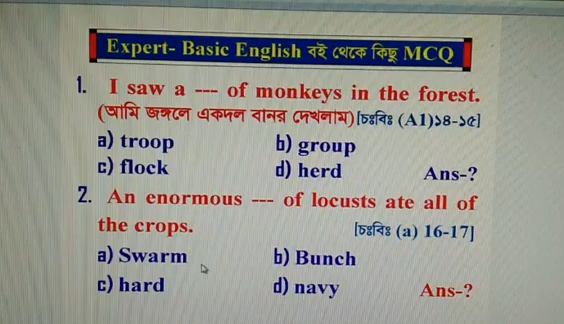 Expert- Basic English বই থেকে কিছু MCQ
1. I saw a --- of monkeys in the forest.
(আমি জঙ্গলে একদল বানর দেখলাম)[চঃবিঃ (A1)১৪-১৫]
a) troop b) group
c) flock d) herd Ans-?
2. An enormous --- of locusts ate all of
the crops. [চঃবিঃ (a) 16-17]
a) Swarm b) Bunch
c) hard d) navy Ans-?